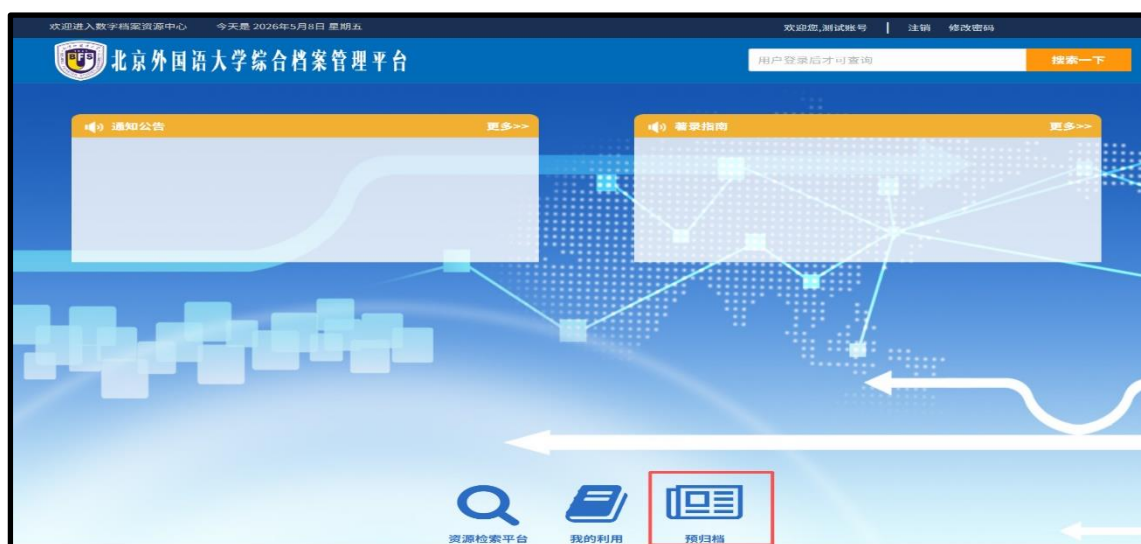 欢迎进入数字档案资源中心 今天是 2026年5月8日 星期五 欢迎您,测试账号 | 注销 修改密码
BFS 北京外国语大学综合档案管理平台 用户登录后才可查询 搜索一下
通知公告 更多>> 著录指南 更多>>
资源检索平台 我的利用 预归档